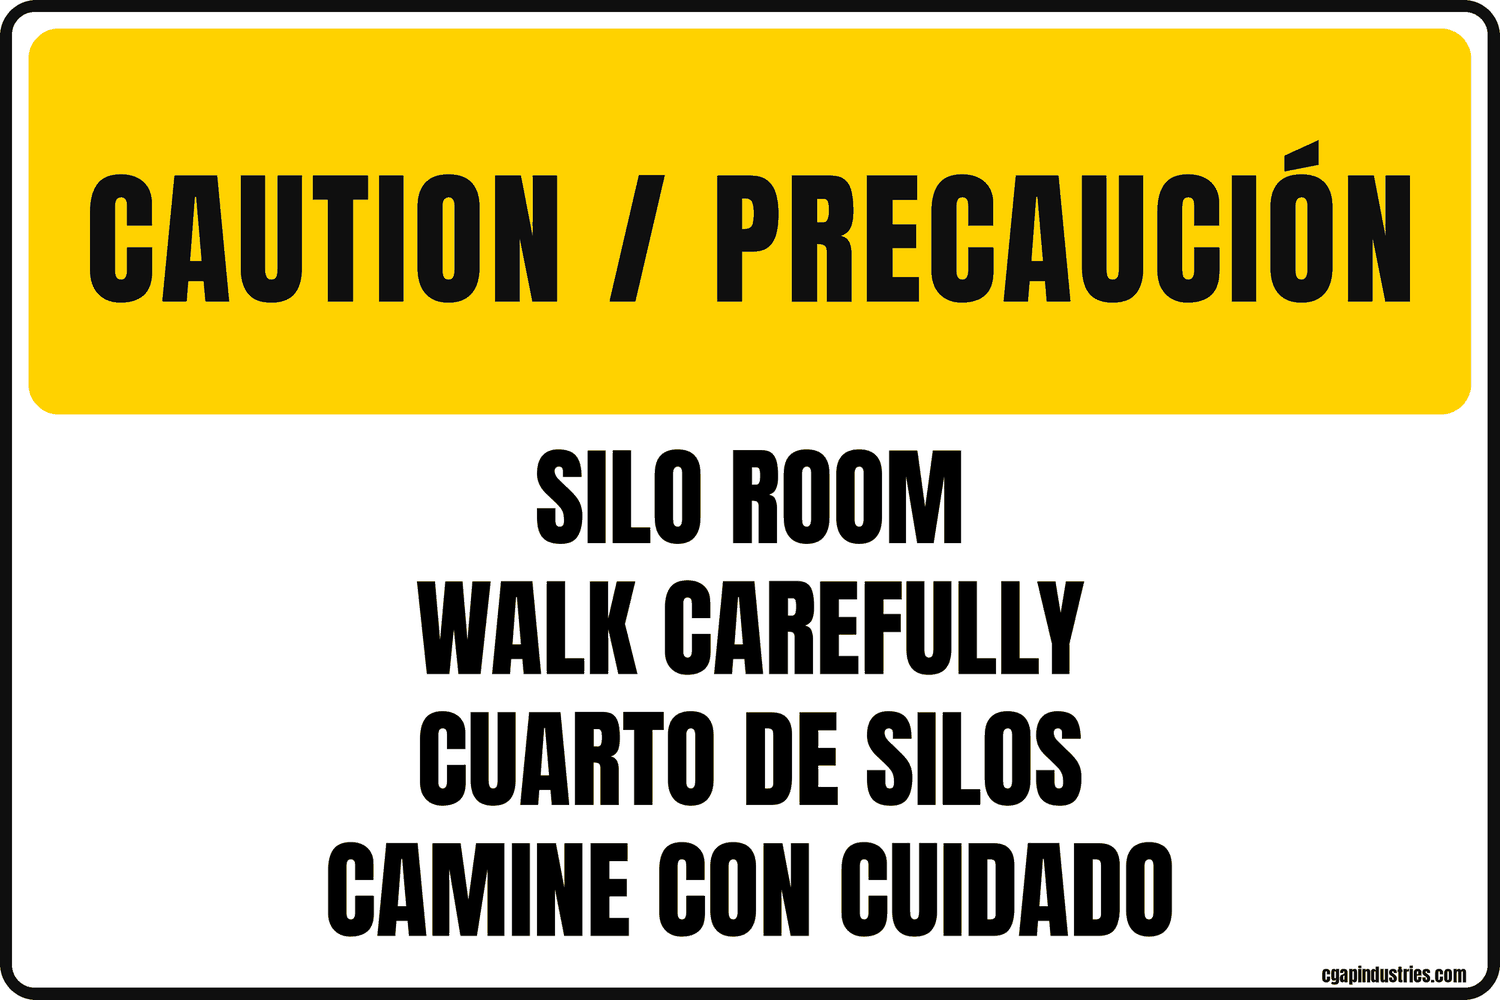 CAUTION / PRECAUCIÓN
SILO ROOM
WALK CAREFULLY
CUARTO DE SILOS
CAMINE CON CUIDADO
cgapindustries.com